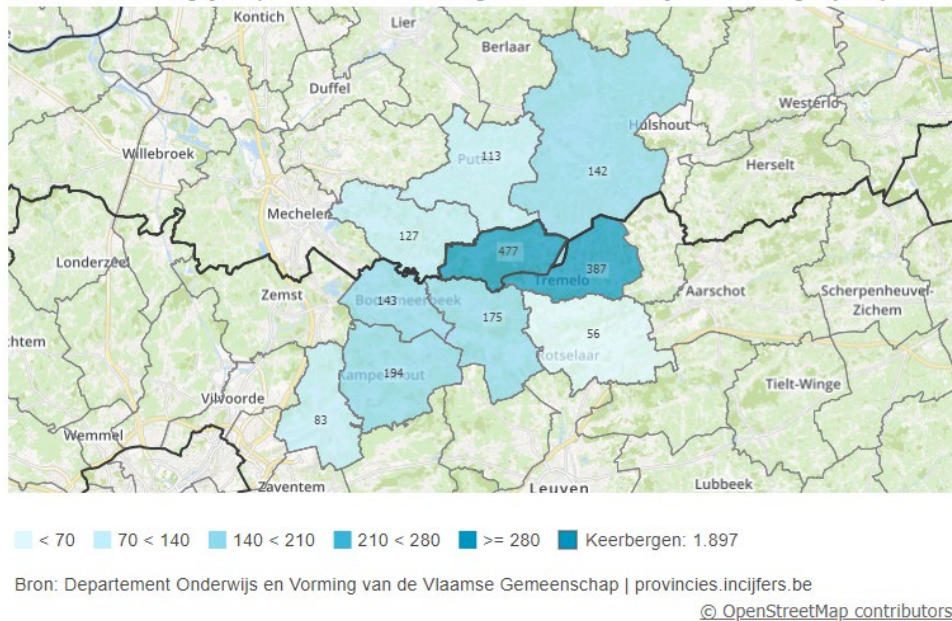 Kontich
Lier
Berlaar
Duffel
Westerlo
Hulshout
Willebroek
Putte
113
Herselt
142
Mechelen
127
477
Londerzeel
387
Tremelo
Zemst
Boortmeerbeek
143
Aarschot
Scherpenheuvel-
Zichem
175
56
chtem
Rotselaar
Kampenhout
194
Tielt-Winge
Vilvoorde
83
Wemmel
Zaventem
Leuven
Lubbeek
< 70 70 < 140 140 < 210 210 < 280 >= 280 Keerbergen: 1.897
Bron: Departement Onderwijs en Vorming van de Vlaamse Gemeenschap | provincies.incijfers.be
© OpenStreetMap contributors